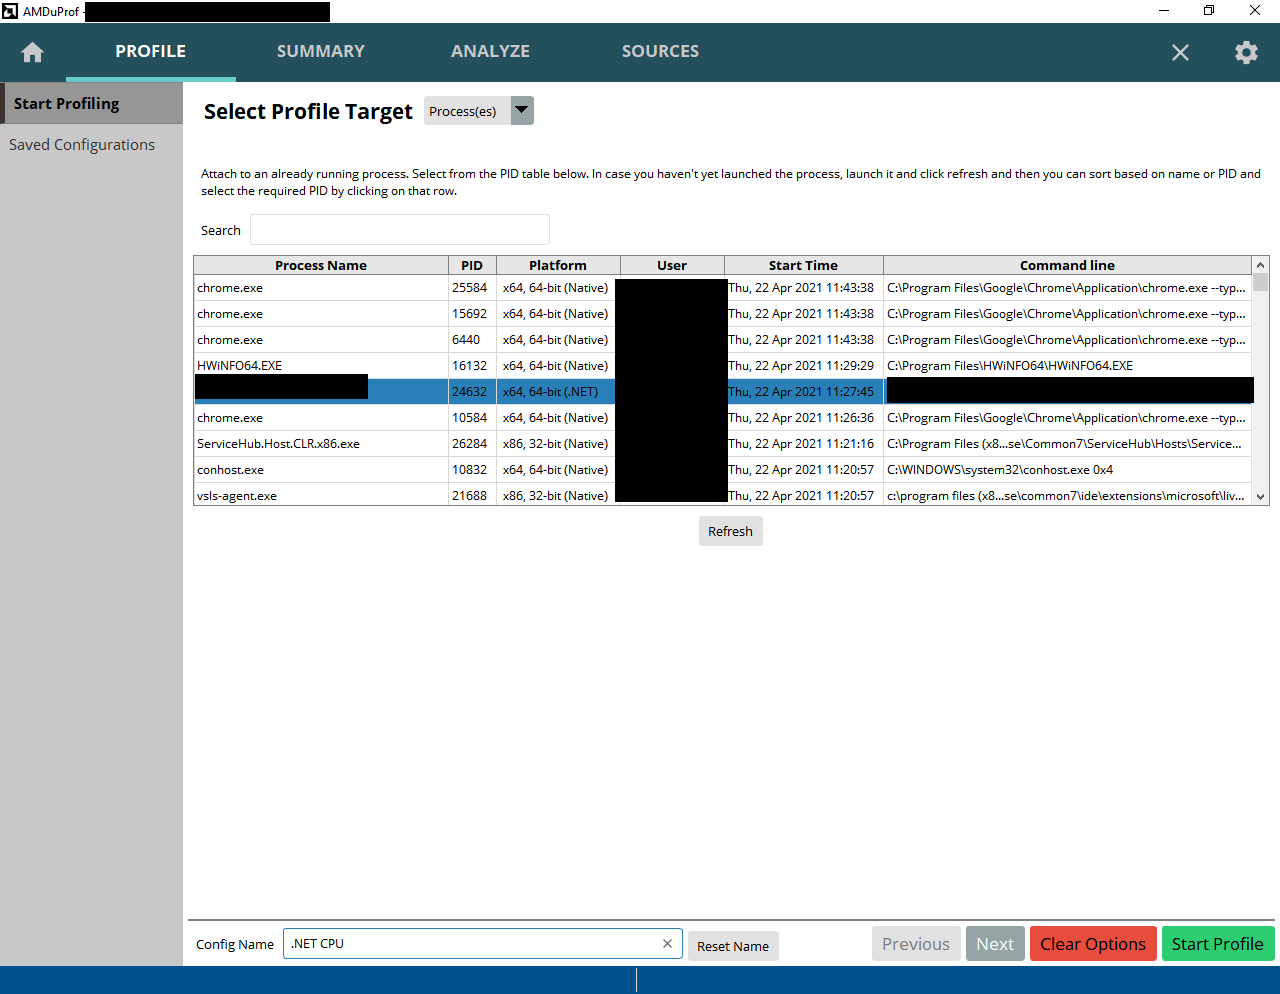 AMDuProf -
PROFILE SUMMARY ANALYZE SOURCES
Start Profiling
Saved Configurations
Select Profile Target Process(es)
Attach to an already running process. Select from the PID table below. In case you haven't yet launched the process, launch it and click refresh and then you can sort based on name or PID and
select the required PID by clicking on that row.
Search
Process Name PID Platform User Start Time Command line
chrome.exe 25584 x64, 64-bit (Native) Thu, 22 Apr 2021 11:43:38 C:\Program Files\Google\Chrome\Application\chrome.exe --typ...
chrome.exe 15692 x64, 64-bit (Native) Thu, 22 Apr 2021 11:43:38 C:\Program Files\Google\Chrome\Application\chrome.exe --typ...
chrome.exe 6440 x64, 64-bit (Native) Thu, 22 Apr 2021 11:43:38 C:\Program Files\Google\Chrome\Application\chrome.exe --typ...
HWiNFO64.EXE 16132 x64, 64-bit (Native) Thu, 22 Apr 2021 11:29:29 C:\Program Files\HWiNFO64\HWiNFO64.EXE
24632 x64, 64-bit (.NET) Thu, 22 Apr 2021 11:27:45
chrome.exe 10584 x64, 64-bit (Native) Thu, 22 Apr 2021 11:26:36 C:\Program Files\Google\Chrome\Application\chrome.exe --typ...
ServiceHub.Host.CLR.x86.exe 26284 x86, 32-bit (Native) Thu, 22 Apr 2021 11:21:16 C:\Program Files (x8...se\Common7\ServiceHub\Hosts\Service...
conhost.exe 10832 x64, 64-bit (Native) Thu, 22 Apr 2021 11:20:57 C:\WINDOWS\system32\conhost.exe 0x4
vsls-agent.exe 21688 x86, 32-bit (Native) Thu, 22 Apr 2021 11:20:57 c:\program files (x8...se\common7\ide\extensions\microsoft\liv...
Refresh
Config Name .NET CPU Reset Name Previous Next Clear Options Start Profile